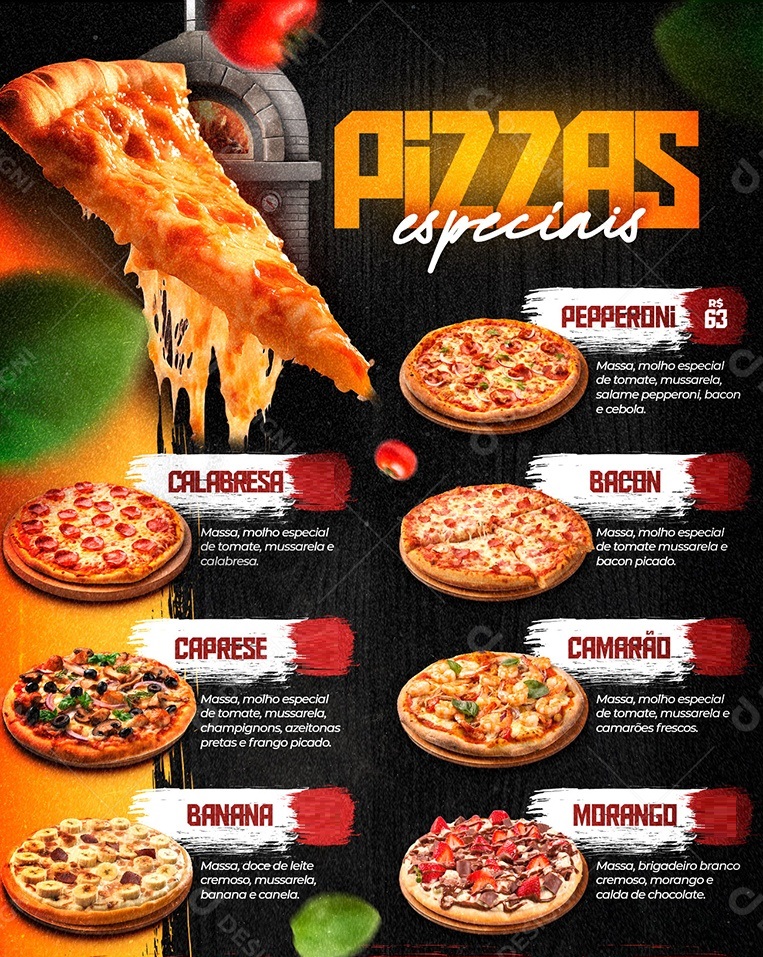 PiZZAS
especiais
PEPPERONi
R$
63
Massa, molho especial
de tomate, mussarela,
salame pepperoni, bacon
e cebola.
CALABRESA
Massa, molho especial
de tomate, mussarela e
calabresa.
BACON
Massa, molho especial
de tomate mussarela e
bacon picado.
CAPRESE
Massa, molho especial
de tomate, mussarela,
champignons, azeitonas
pretas e frango picado.
CAMARÃO
Massa, molho especial
de tomate, mussarela e
camarões frescos.
BANANA
Massa, doce de leite
cremoso, mussarela,
banana e canela.
MORANGO
Massa, brigadeiro branco
cremoso, morango e
calda de chocolate.